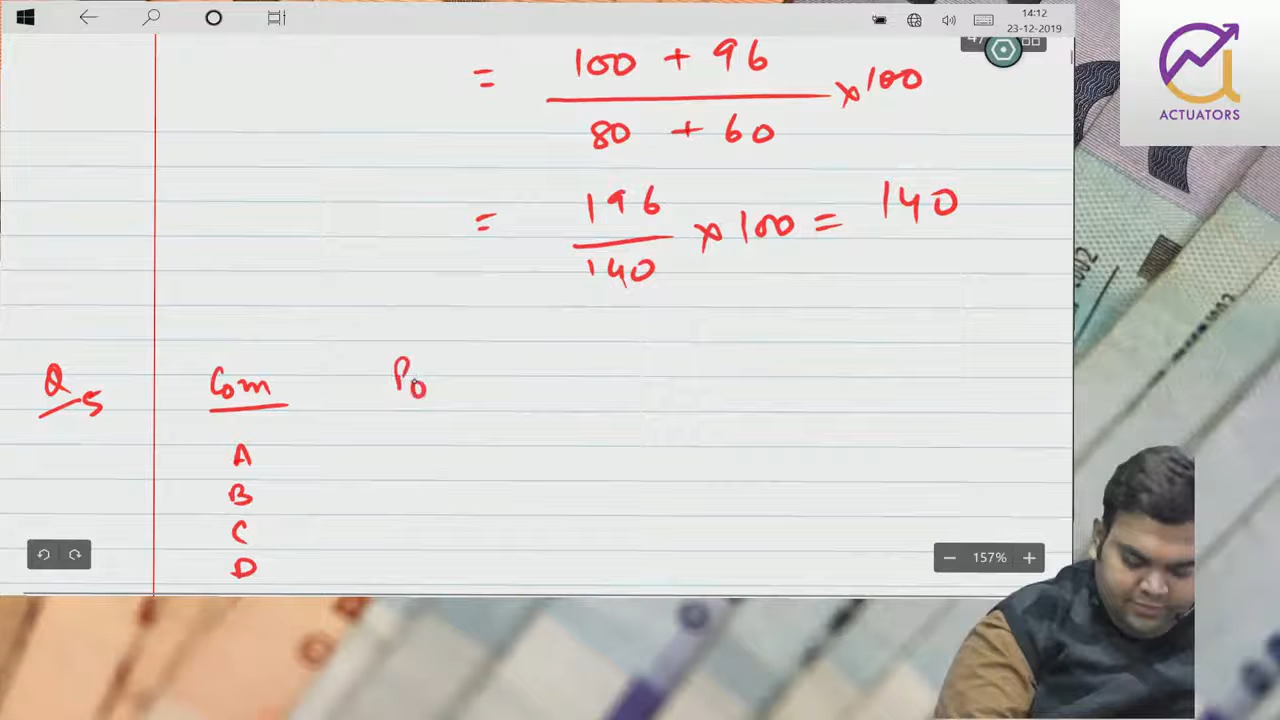 14:12
23-12-2019
ACTUATORS
= 100 + 96 / 80 + 60 × 100
= 196 / 140 × 100 = 140
Q5 Com P0
A
B
C
D
157%